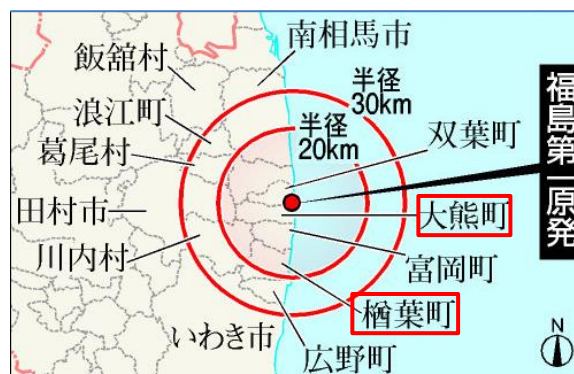 南相馬市
飯舘村
半径
30km
浪江町
半径
20km
双葉町
葛尾村
福島第一原発
田村市
大熊町
川内村
富岡町
楢葉町
いわき市
広野町
N